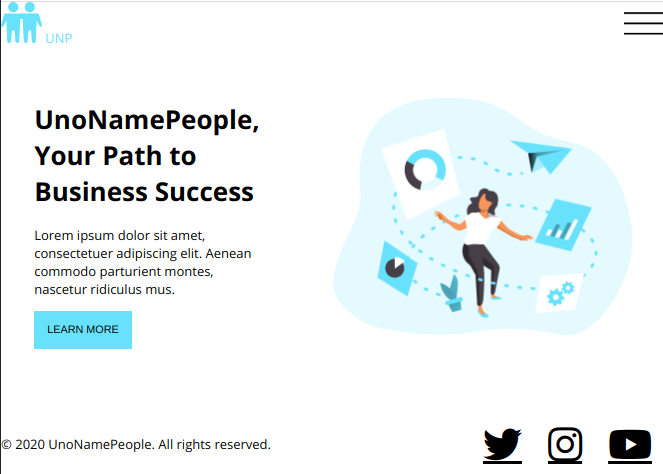 UNP
UnoNamePeople,
Your Path to
Business Success
Lorem ipsum dolor sit amet,
consectetuer adipiscing elit. Aenean
commodo parturient montes,
nascetur ridiculus mus.
LEARN MORE
© 2020 UnoNamePeople. All rights reserved.